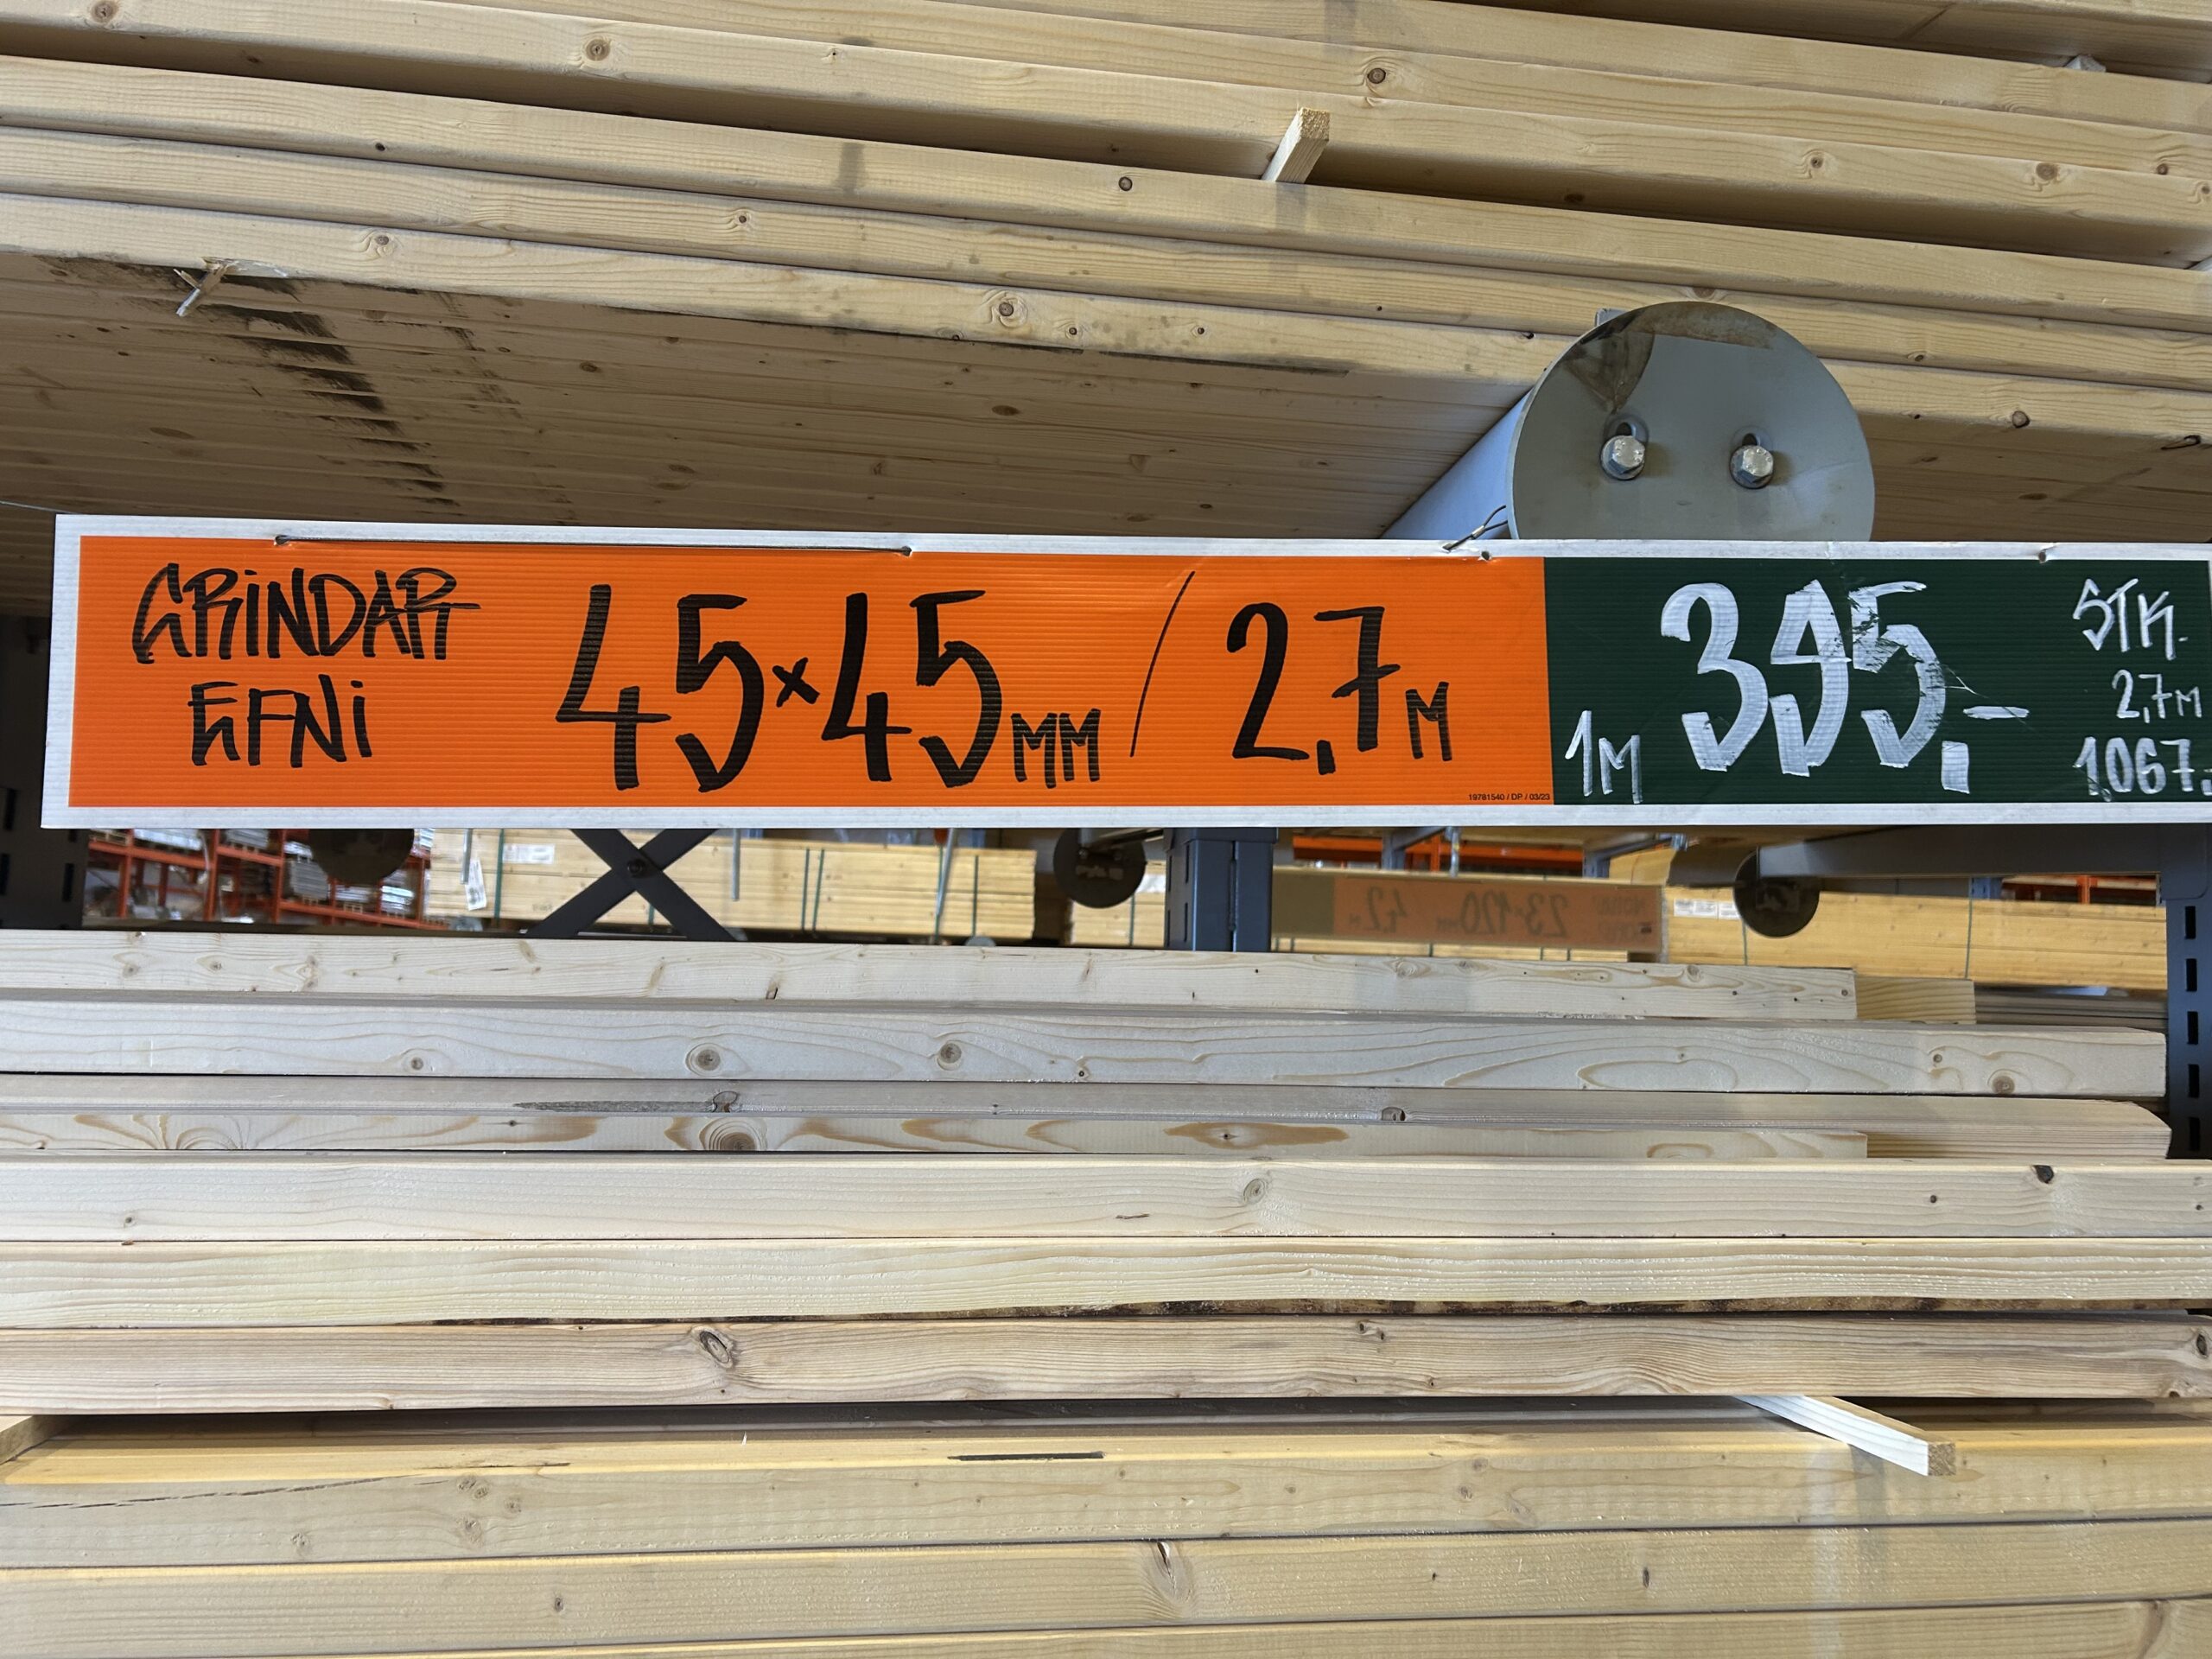 GRINDAR
EFNI
45×45MM / 2,7M
1M 395.-
STK.
2,7M
1067.
19781540 / DP / 03/23
23×120MM 4,2M